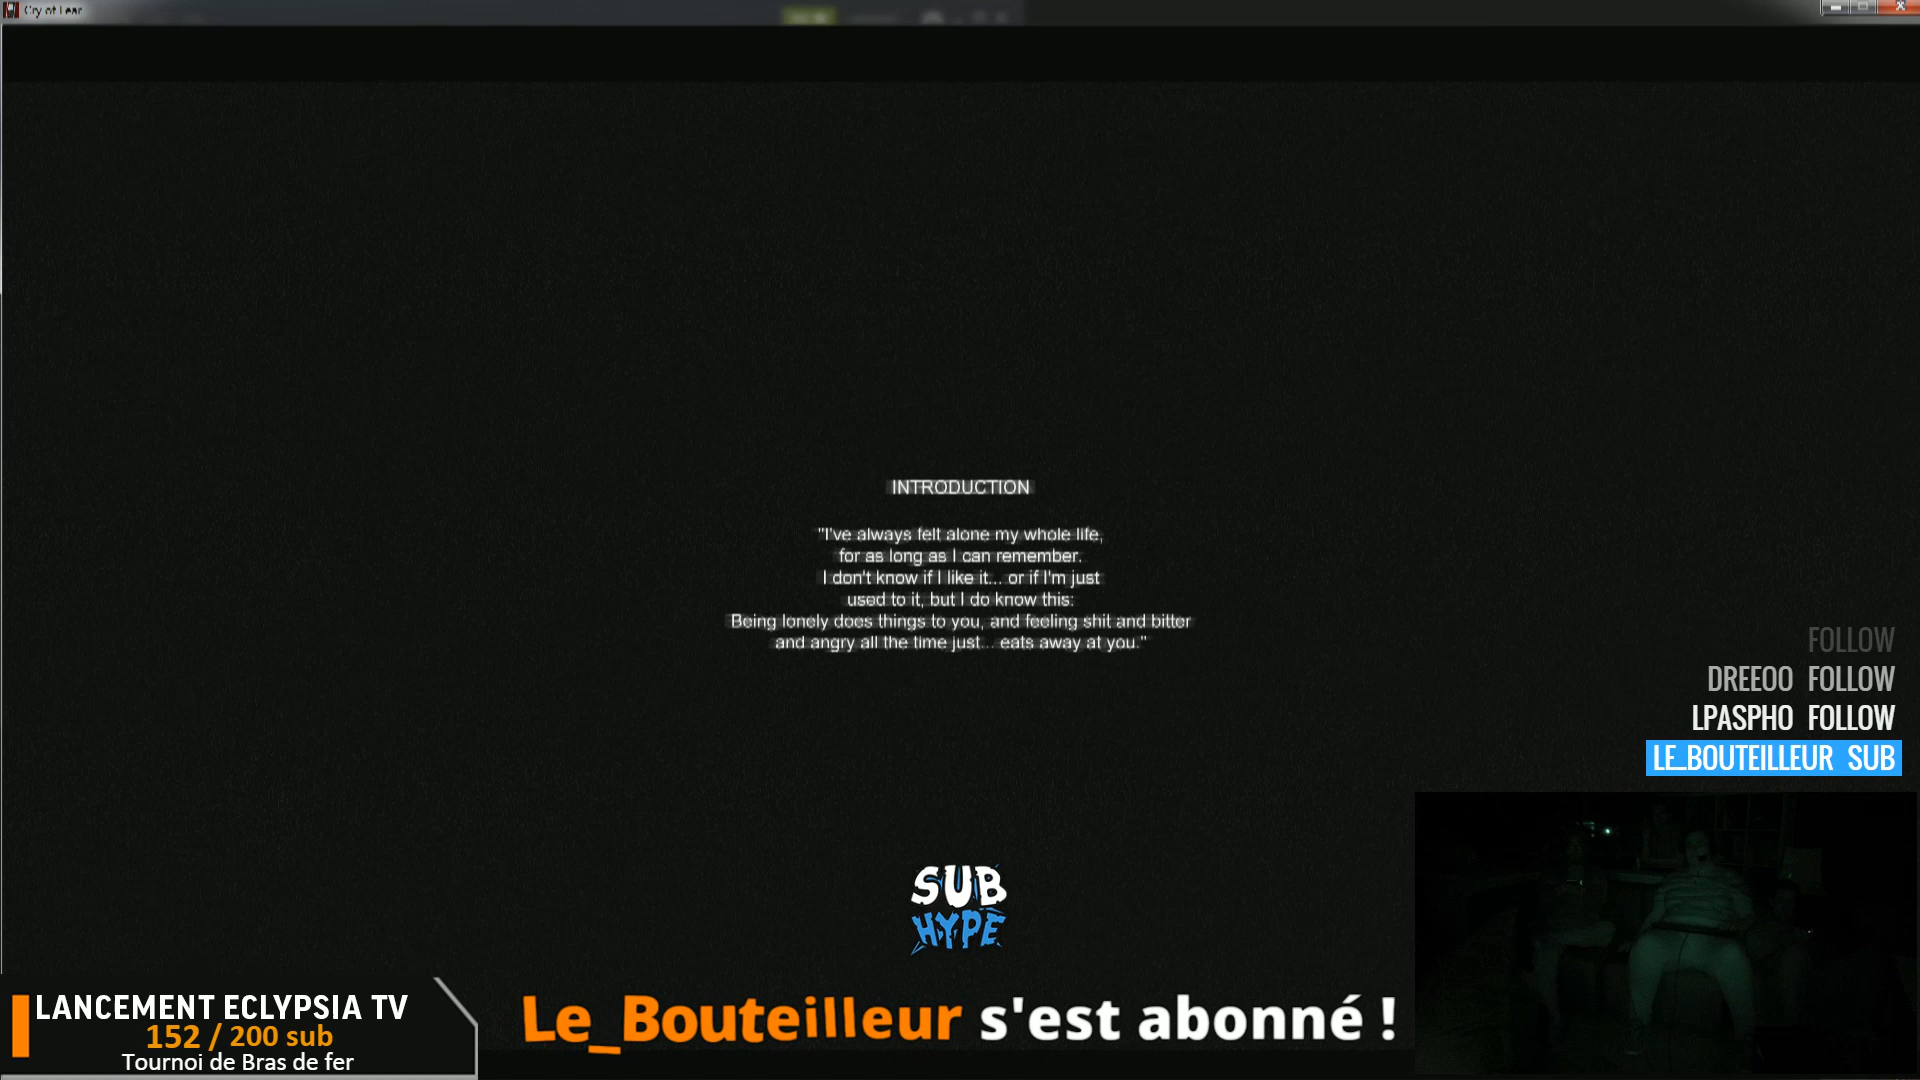 Cry of Fear
INTRODUCTION
"I've always felt alone my whole life,
for as long as I can remember.
I don't know if I like it... or if I'm just
used to it, but I do know this:
Being lonely does things to you, and feeling shit and bitter
and angry all the time just... eats away at you."
FOLLOW
DREEOO FOLLOW
LPASPHO FOLLOW
LE_BOUTEILLEUR SUB
SUB
HYPE
LANCEMENT ECLYPSIA TV
152 / 200 sub
Tournoi de Bras de fer
Le_Bouteilleur s'est abonné !